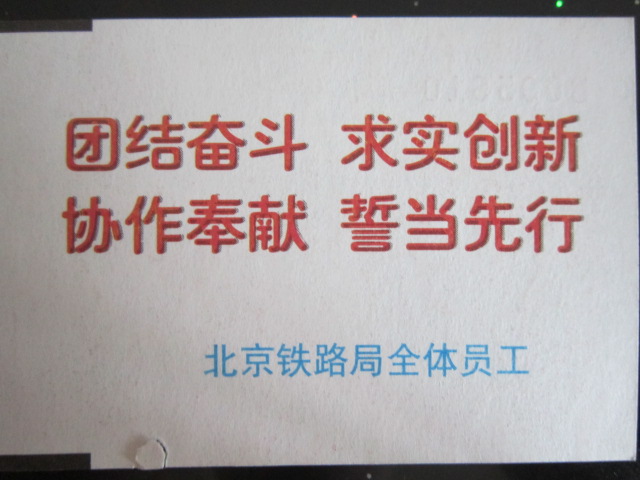 团结奋斗 求实创新
协作奉献 誓当先行
北京铁路局全体员工